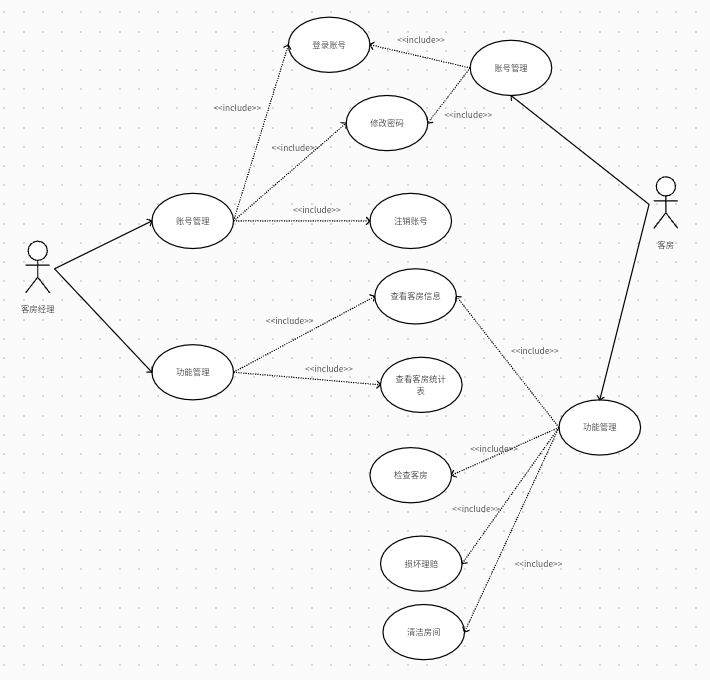 登录账号
<<include>>
账号管理
<<include>>
<<include>>
修改密码
<<include>>
账号管理
<<include>>
注销账号
客房
客房经理
查看客房信息
<<include>>
<<include>>
功能管理
<<include>>
查看客房统计
表
功能管理
<<include>>
检查客房
<<include>>
损坏理赔
<<include>>
清洁房间